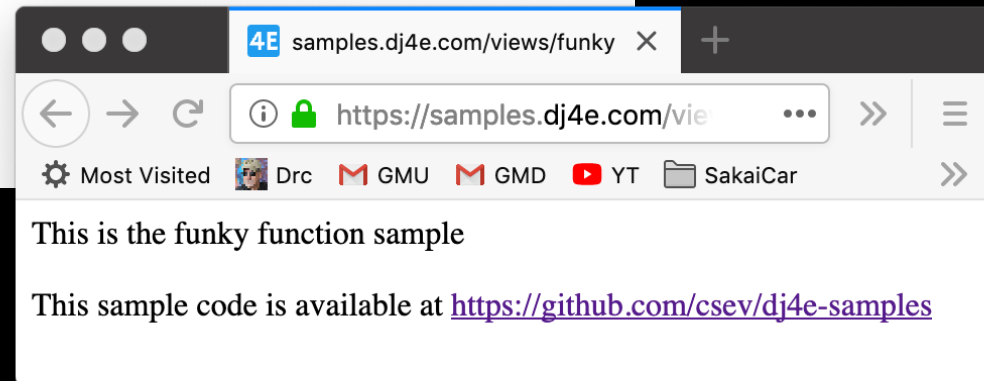 4E samples.dj4e.com/views/funky
https://samples.dj4e.com/vie
Most Visited Drc GMU GMD YT SakaiCar
This is the funky function sample
This sample code is available at https://github.com/csev/dj4e-samples